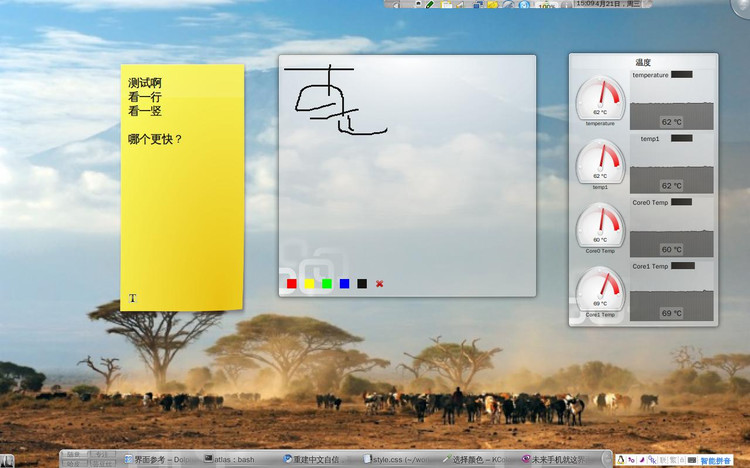 15:09 4月21日，周三
100%
测试啊
看一行
看一竖
哪个更快？
T
温度
temperature
62 °C
temperature
62 °C
temp1
62 °C
temp1
62 °C
Core0 Temp
60 °C
Core0 Temp
60 °C
Core1 Temp
69 °C
Core1 Temp
69 °C
界面参考 – Dol
atlas : bash
重建中文自信
style.css (~/wor
选择颜色 – KC
未来手机就这
智能拼音